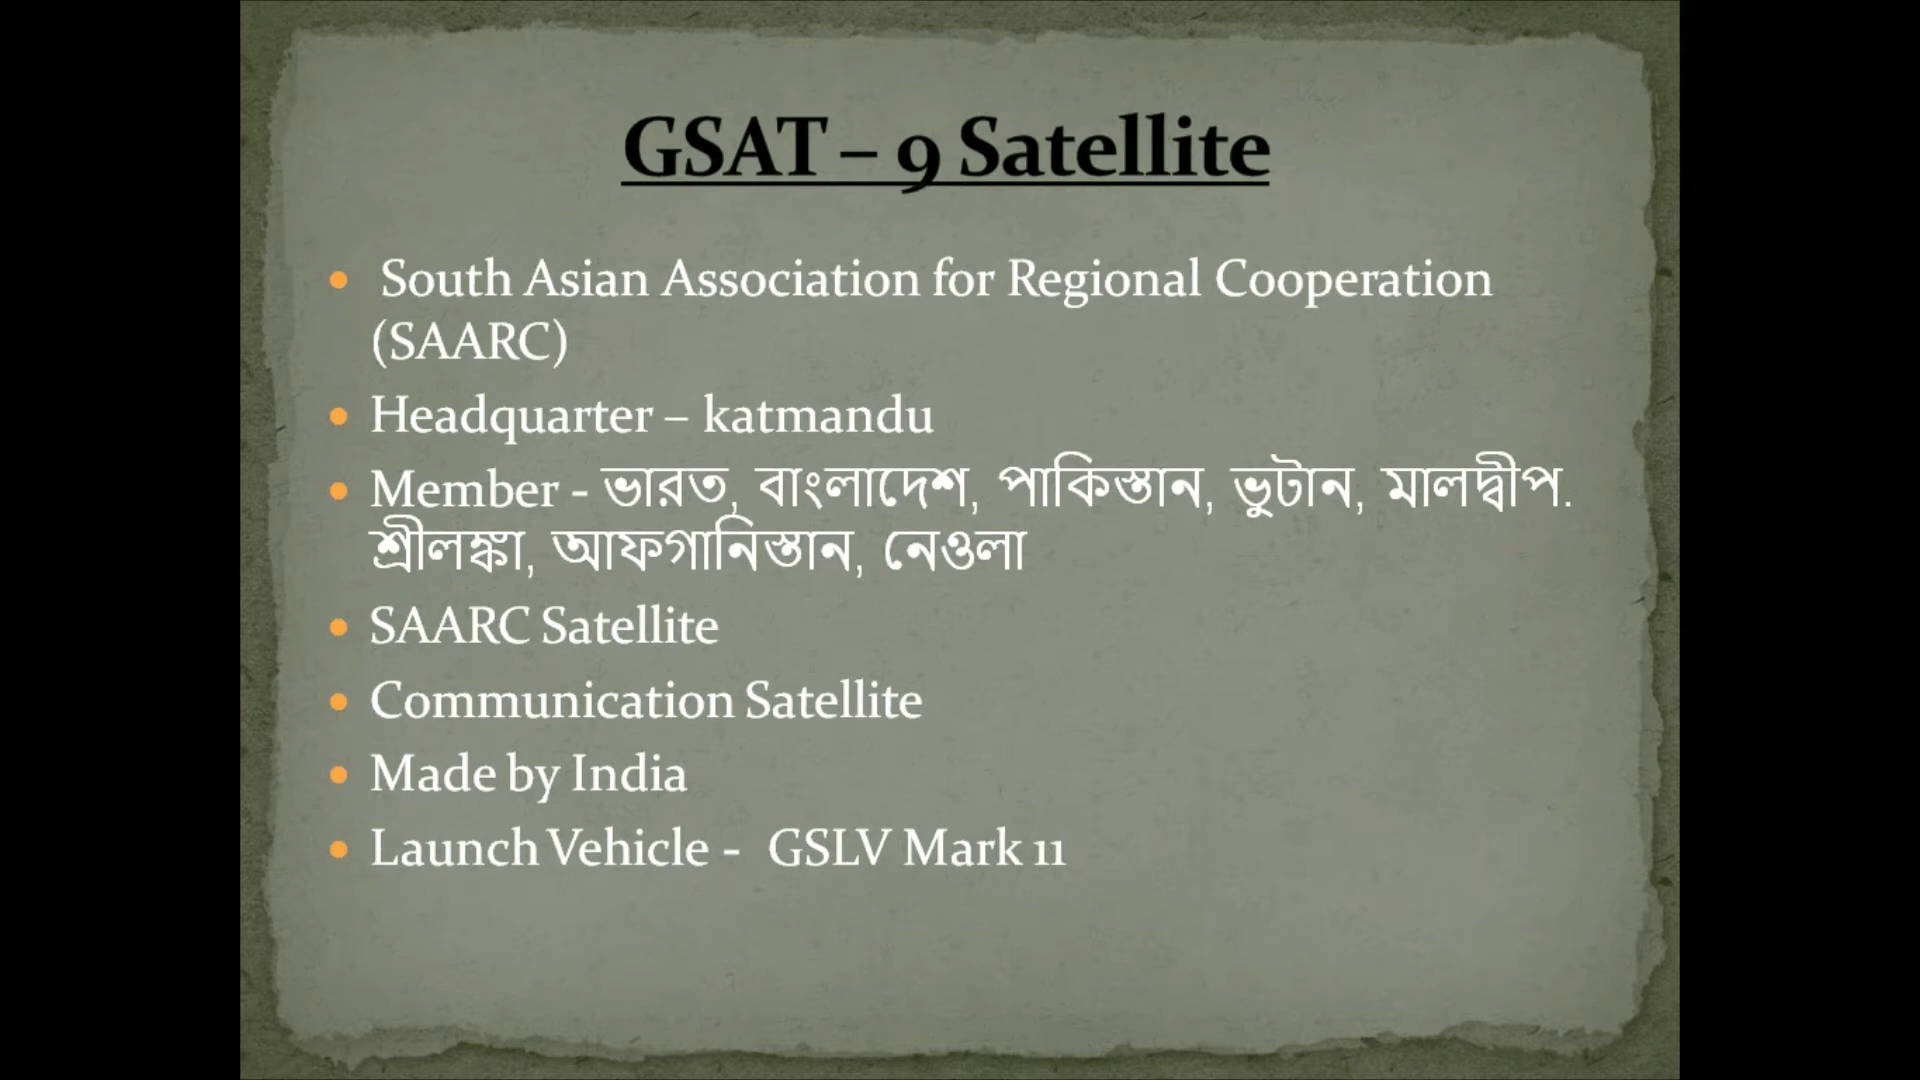 GSAT – 9 Satellite
South Asian Association for Regional Cooperation
(SAARC)
Headquarter – katmandu
Member - ভারত, বাংলাদেশ, পাকিস্তান, ভুটান, মালদ্বীপ.
শ্রীলঙ্কা, আফগানিস্তান, নেওলা
SAARC Satellite
Communication Satellite
Made by India
Launch Vehicle - GSLV Mark 11